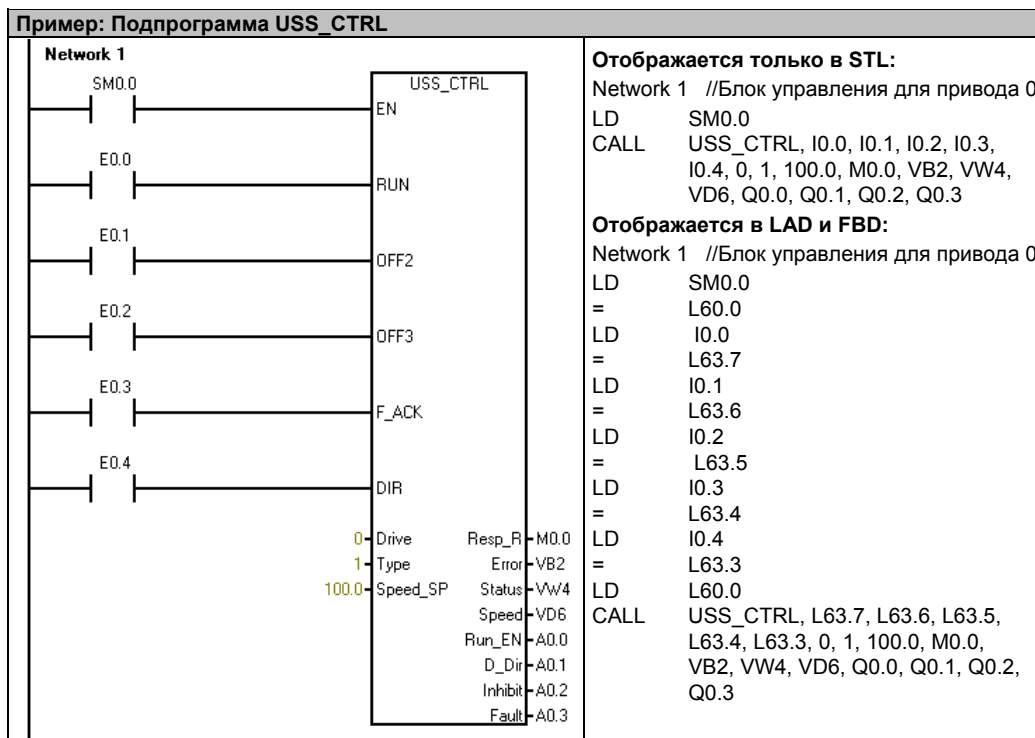 Пример: Подпрограмма USS_CTRL
Network 1
SM0.0
USS_CTRL
EN
E0.0
RUN
E0.1
OFF2
E0.2
OFF3
E0.3
F_ACK
E0.4
DIR
0 Drive Resp_R M0.0
1 Type Error VB2
100.0 Speed_SP Status VW4
Speed VD6
Run_EN A0.0
D_Dir A0.1
Inhibit A0.2
Fault A0.3
Отображается только в STL:
Network 1 //Блок управления для привода 0
LD SM0.0
CALL USS_CTRL, I0.0, I0.1, I0.2, I0.3,
I0.4, 0, 1, 100.0, M0.0, VB2, VW4,
VD6, Q0.0, Q0.1, Q0.2, Q0.3
Отображается в LAD и FBD:
Network 1 //Блок управления для привода 0
LD SM0.0
= L60.0
LD I0.0
= L63.7
LD I0.1
= L63.6
LD I0.2
= L63.5
LD I0.3
= L63.4
LD I0.4
= L63.3
LD L60.0
CALL USS_CTRL, L63.7, L63.6, L63.5,
L63.4, L63.3, 0, 1, 100.0, M0.0,
VB2, VW4, VD6, Q0.0, Q0.1, Q0.2,
Q0.3